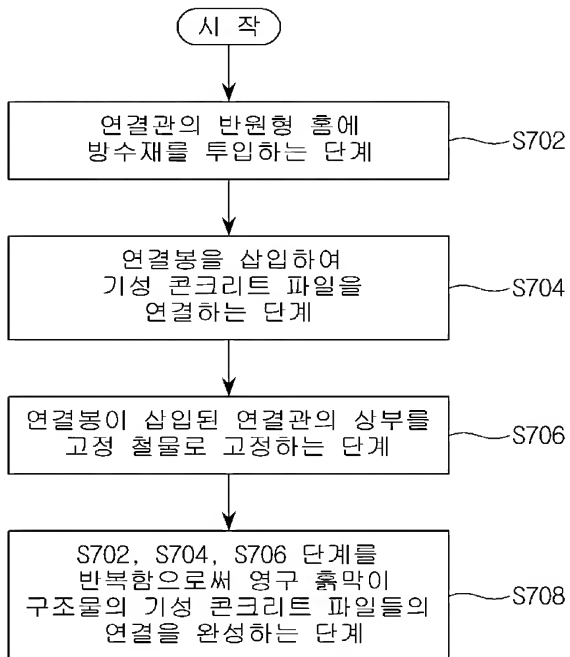 시 작
연결관의 반원형 홈에
방수재를 투입하는 단계
S702
연결봉을 삽입하여
기성 콘크리트 파일을
연결하는 단계
S704
연결봉이 삽입된 연결관의 상부를
고정 철물로 고정하는 단계
S706
S702, S704, S706 단계를
반복함으로써 영구 흙막이
구조물의 기성 콘크리트 파일들의
연결을 완성하는 단계
S708